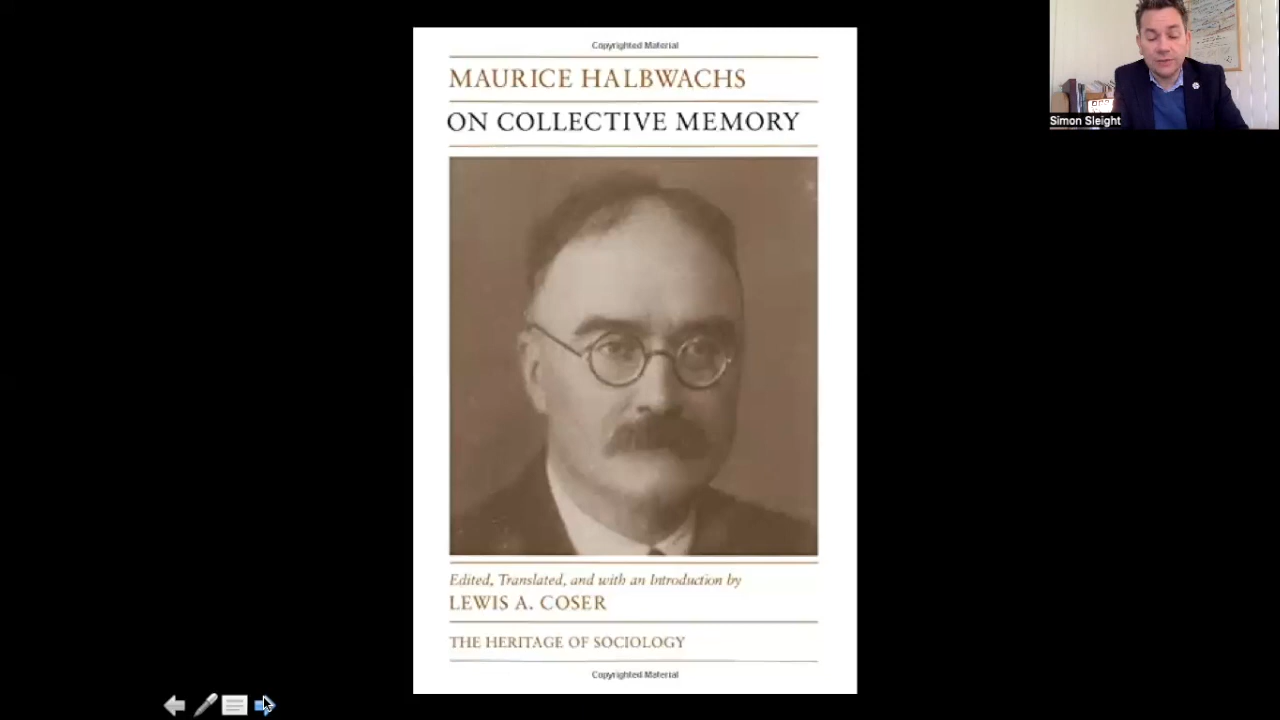 Copyrighted Material
MAURICE HALBWACHS
ON COLLECTIVE MEMORY
Edited, Translated, and with an Introduction by
LEWIS A. COSER
THE HERITAGE OF SOCIOLOGY
Copyrighted Material
Simon Sleight